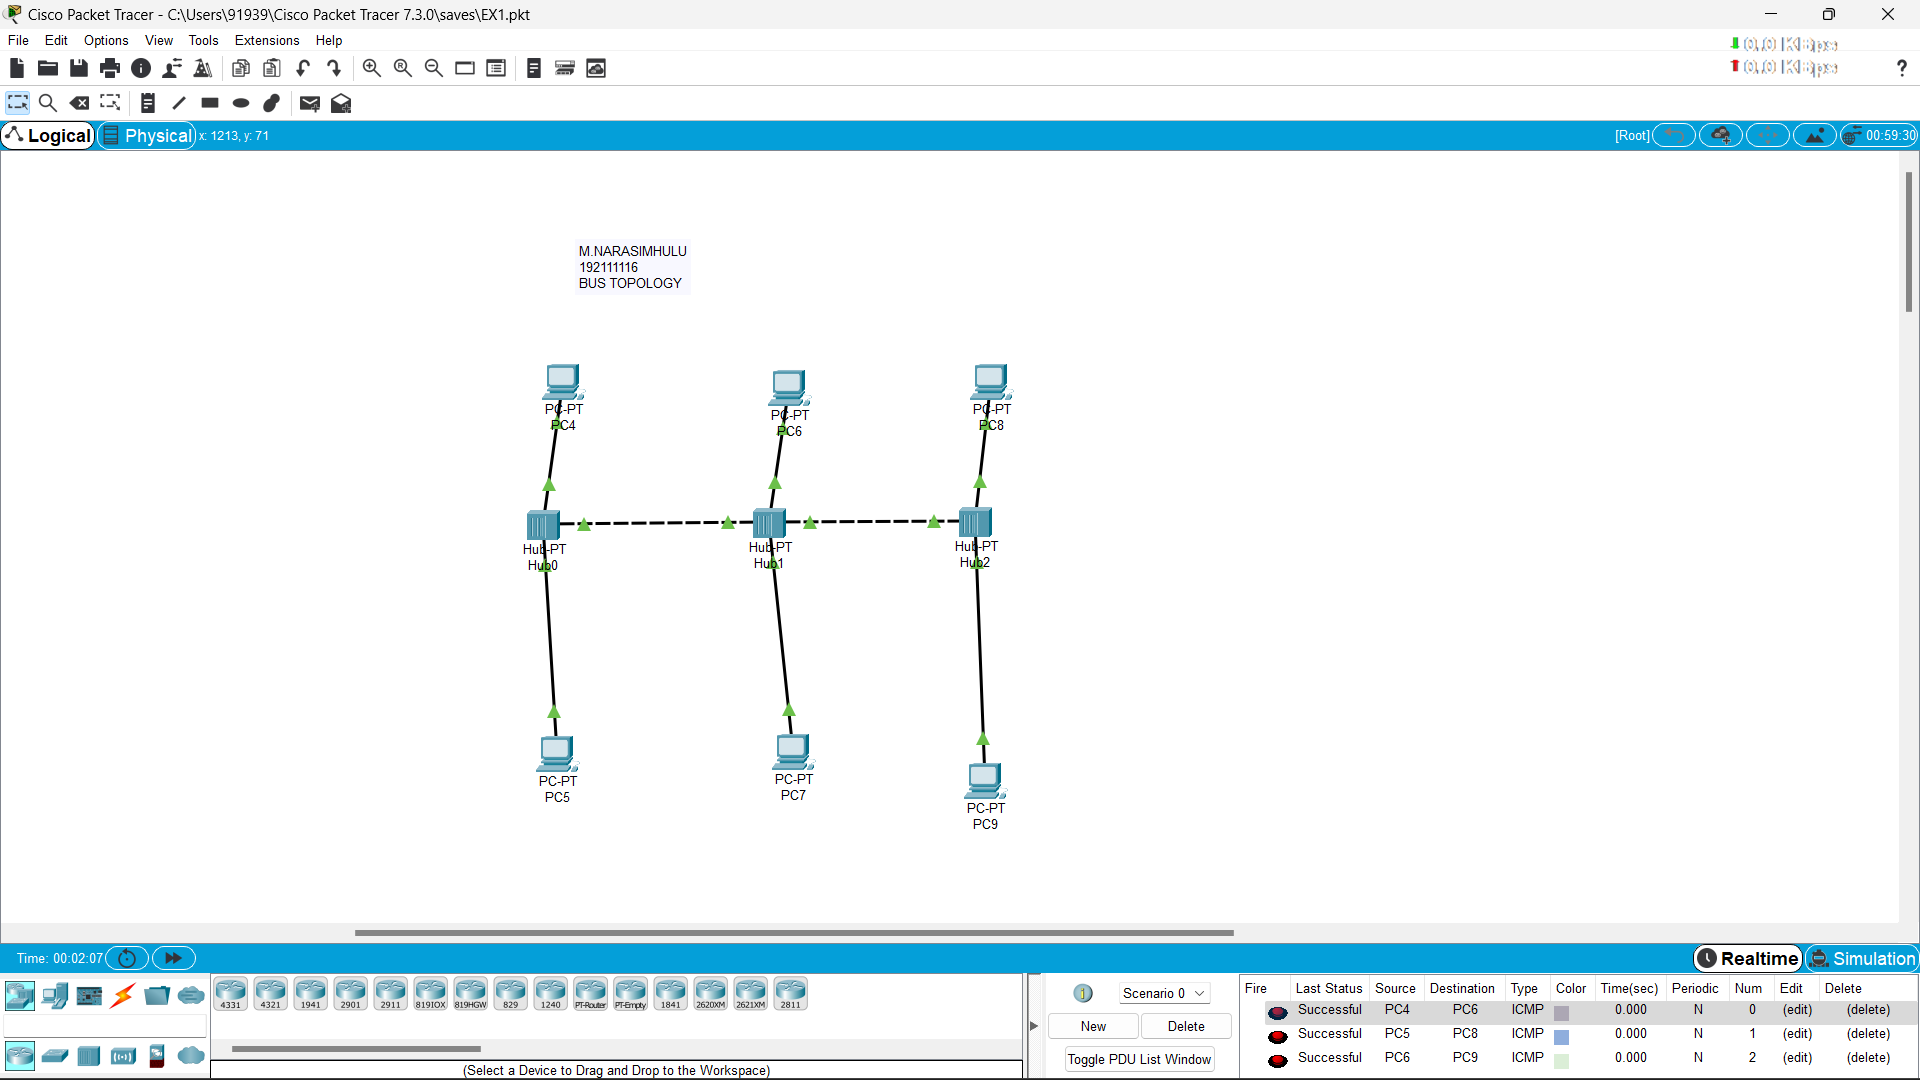 Cisco Packet Tracer - C:\Users\91939\Cisco Packet Tracer 7.3.0\saves\EX1.pkt
File Edit Options View Tools Extensions Help
0.0 KBps
0.0 KBps
?
Logical Physical x: 1213, y: 71 [Root] 00:59:30
M.NARASIMHULU
192111116
BUS TOPOLOGY
PC-PT PC-PT PC-PT
PC4 PC6 PC8
Hub-PT Hub-PT Hub-PT
Hub0 Hub1 Hub2
PC-PT PC-PT PC-PT
PC5 PC7 PC9
Time: 00:02:07 Realtime Simulation
4331 4321 1941 2901 2911 819IOX 819HGW 829 1240 PT-Router PT-Empty 1841 2620XM 2621XM 2811
(Select a Device to Drag and Drop to the Workspace)
Scenario 0
New Delete
Toggle PDU List Window
Fire Last Status Source Destination Type Color Time(sec) Periodic Num Edit Delete
Successful PC4 PC6 ICMP 0.000 N 0 (edit) (delete)
Successful PC5 PC8 ICMP 0.000 N 1 (edit) (delete)
Successful PC6 PC9 ICMP 0.000 N 2 (edit) (delete)